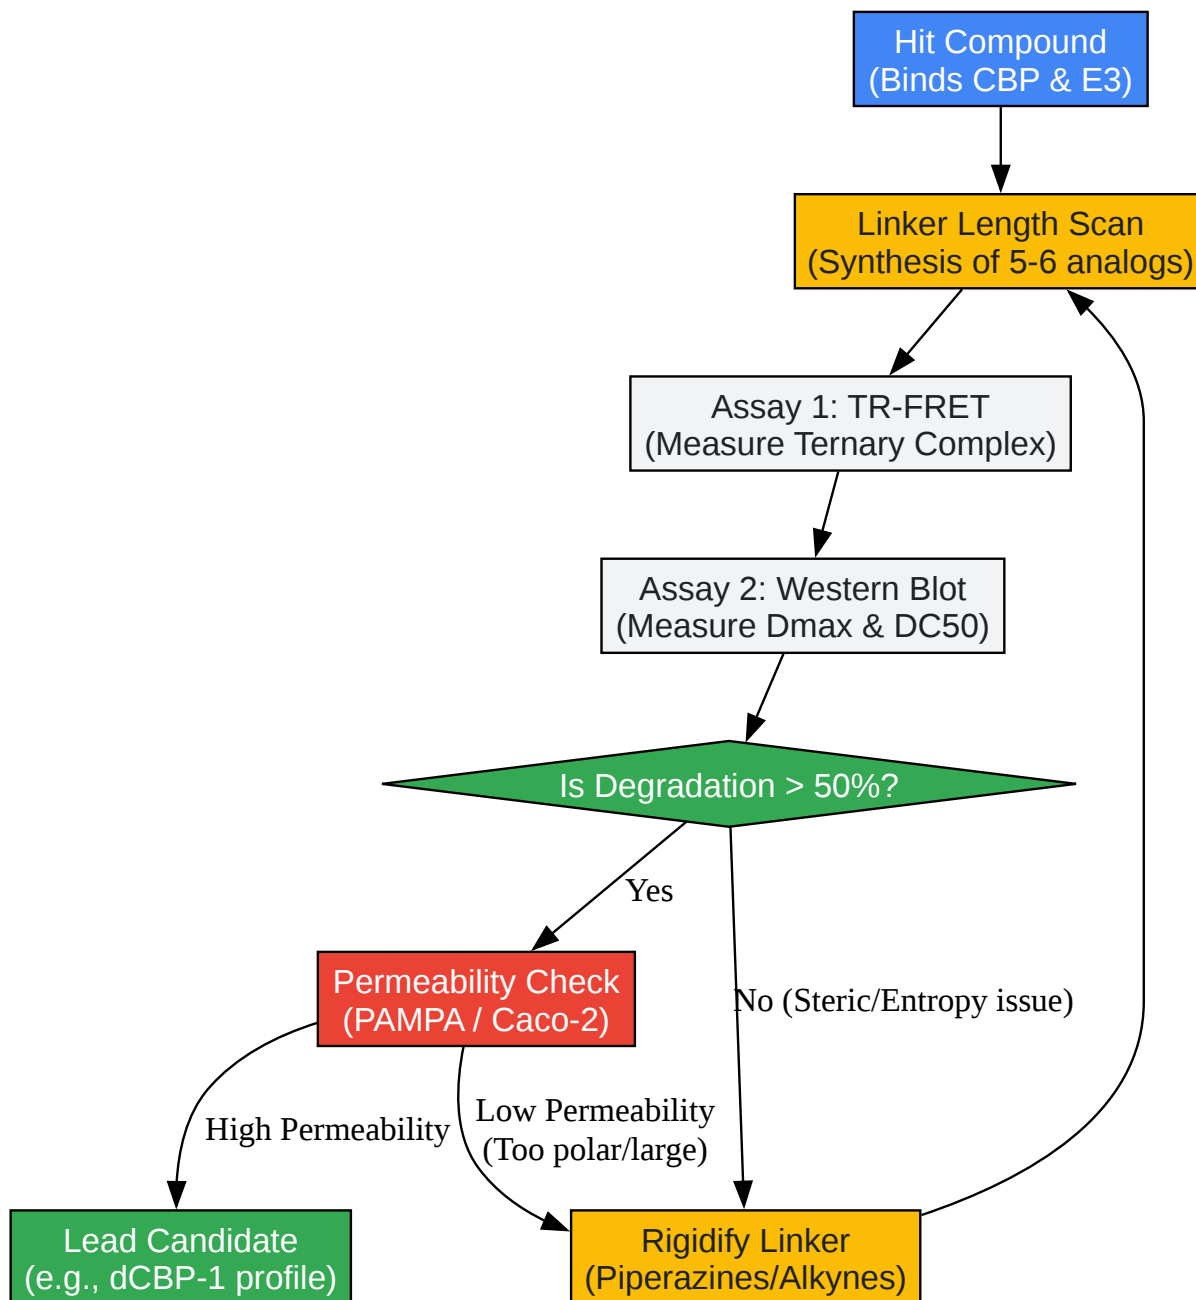 Hit Compound
(Binds CBP & E3)
Linker Length Scan
(Synthesis of 5-6 analogs)
Assay 1: TR-FRET
(Measure Ternary Complex)
Assay 2: Western Blot
(Measure Dmax & DC50)
Is Degradation > 50%?
Yes
Permeability Check
(PAMPA / Caco-2)
No (Steric/Entropy issue)
High Permeability
Low Permeability
(Too polar/large)
Lead Candidate
(e.g., dCBP-1 profile)
Rigidify Linker
(Piperazines/Alkynes)